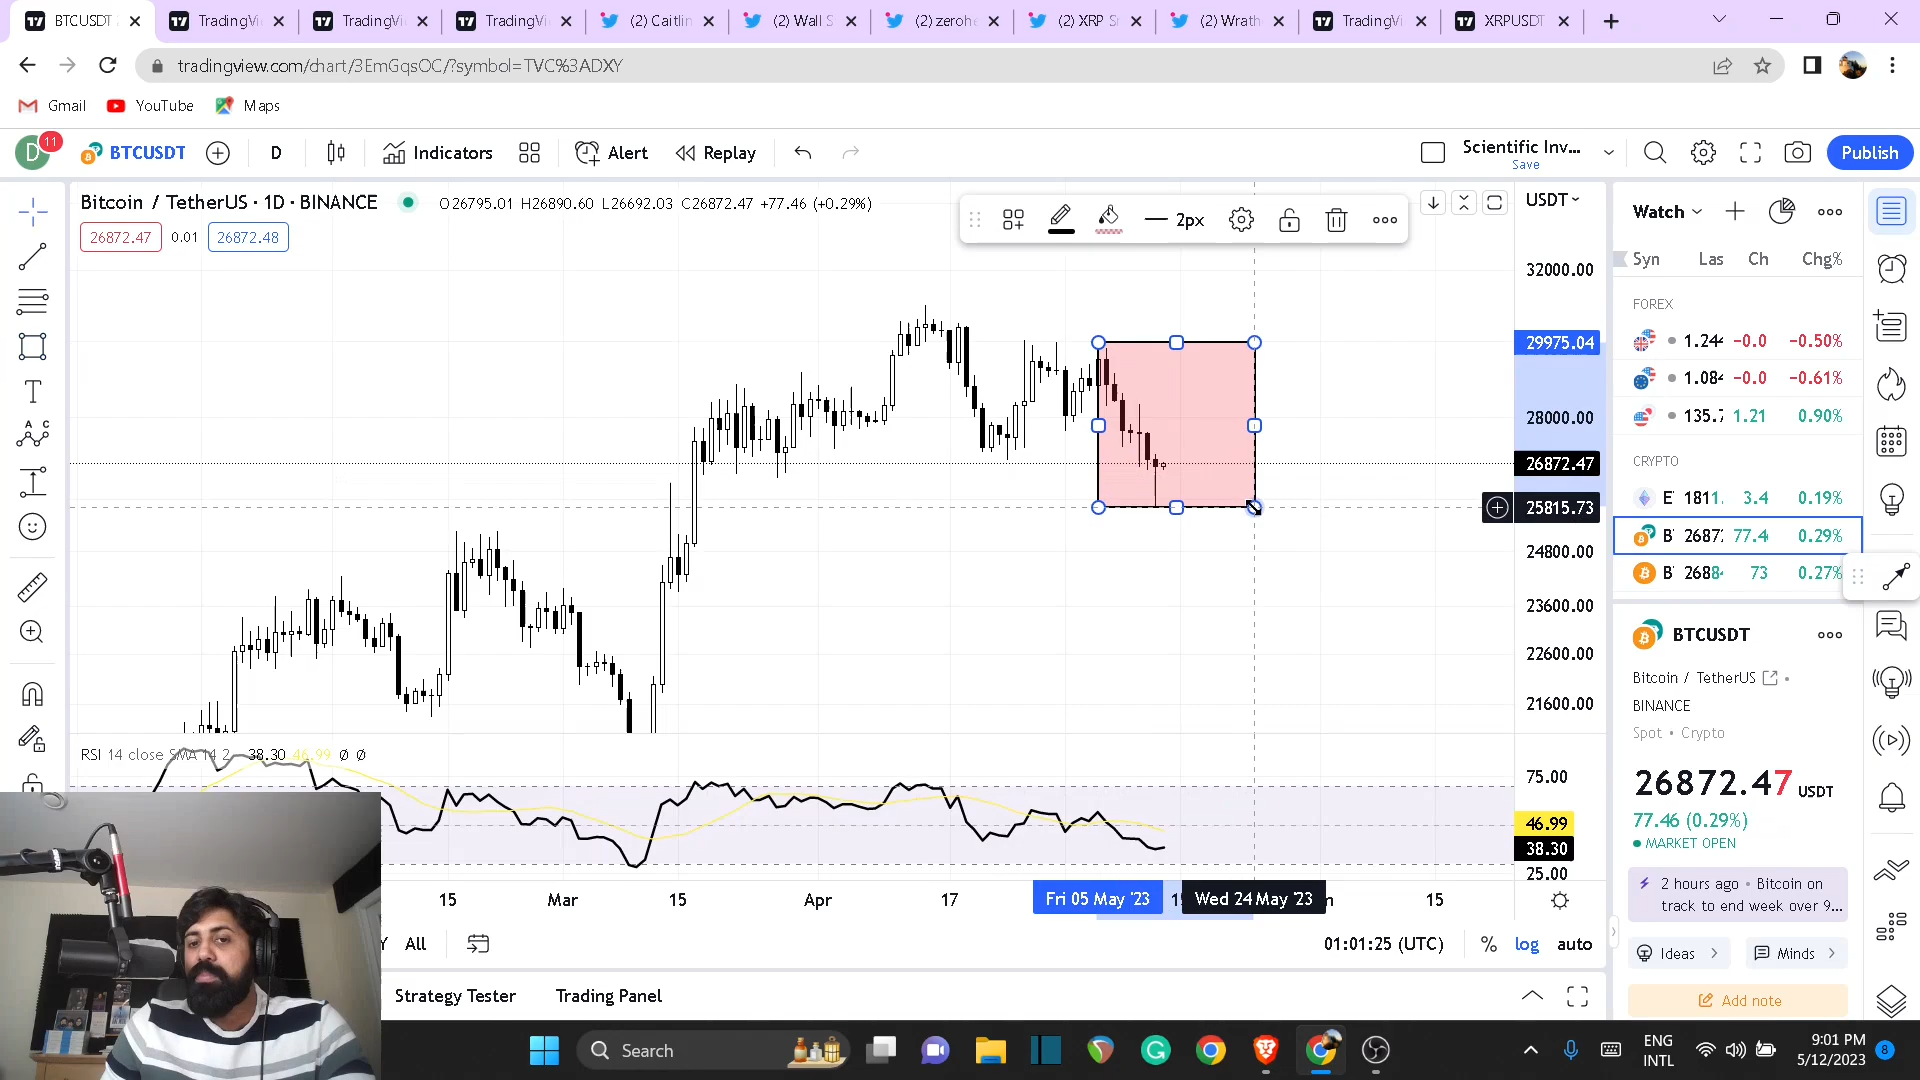 BTCUSDT
TradingVi
TradingVi
TradingVi
(2) Caitlin
(2) Wall S
(2) zerohe
(2) XRP S
(2) Wrath
TradingVi
XRPUSDT
tradingview.com/chart/3EmGqsOC/?symbol=TVC%3ADXY
Gmail YouTube Maps
D 11 BTCUSDT D Indicators Alert Replay Scientific Inv... Save Publish
Bitcoin / TetherUS · 1D · BINANCE O26795.01 H26890.60 L26692.03 C26872.47 +77.46 (+0.29%)
26872.47 0.01 26872.48
2px
USDT
32000.00
29975.04
28000.00
26872.47
25815.73
24800.00
23600.00
22600.00
21600.00
RSI 14 close SMA 14 2 38.30 46.99 Ø Ø
75.00
46.99
38.30
25.00
15 Mar 15 Apr 17 Fri 05 May '23 Wed 24 May '23 15
All 01:01:25 (UTC) % log auto
Strategy Tester Trading Panel
Watch
Syn Las Ch Chg%
FOREX
1.244 -0.0 -0.50%
1.084 -0.0 -0.61%
135.7 1.21 0.90%
CRYPTO
E 1811. 3.4 0.19%
B 2687 77.4 0.29%
B 2688 73 0.27%
BTCUSDT
Bitcoin / TetherUS
BINANCE
Spot • Crypto
26872.47 USDT
77.46 (0.29%)
MARKET OPEN
2 hours ago • Bitcoin on
track to end week over 9...
Ideas Minds
Add note
Search
ENG
INTL
9:01 PM
5/12/2023
8